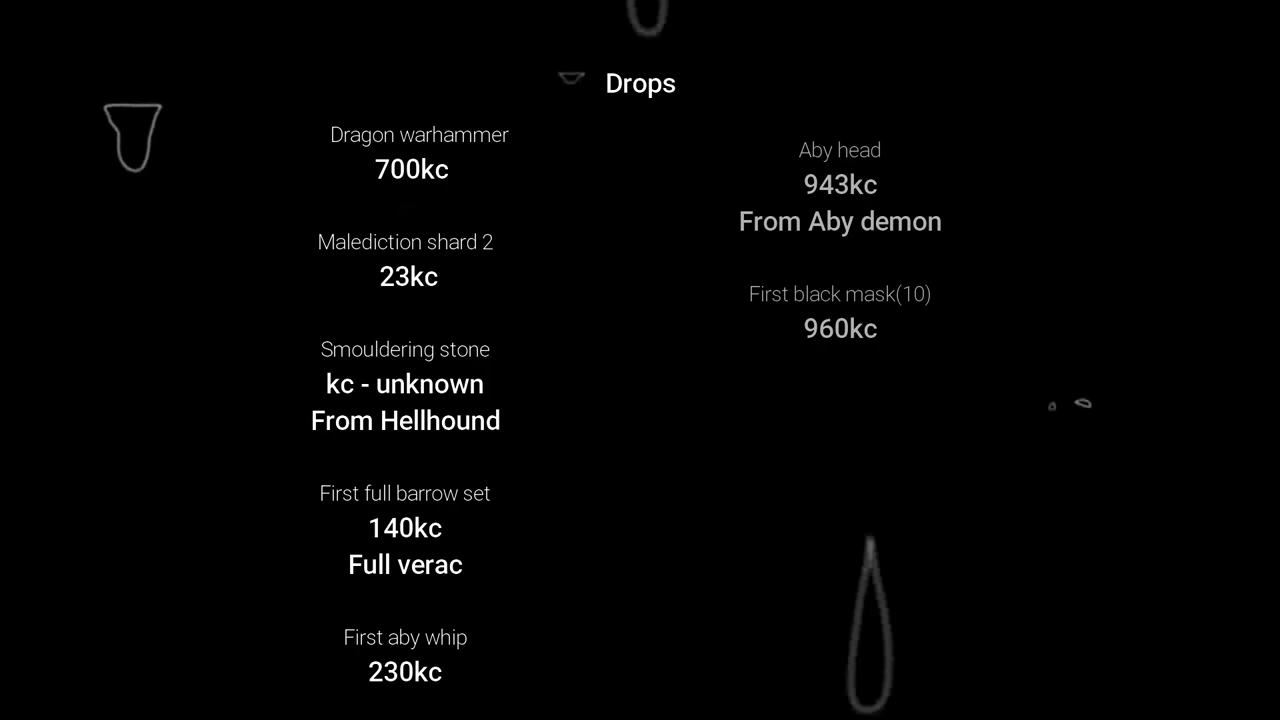 Drops
Dragon warhammer
700kc
Malediction shard 2
23kc
Smouldering stone
kc - unknown
From Hellhound
First full barrow set
140kc
Full verac
First aby whip
230kc
Aby head
943kc
From Aby demon
First black mask(10)
960kc